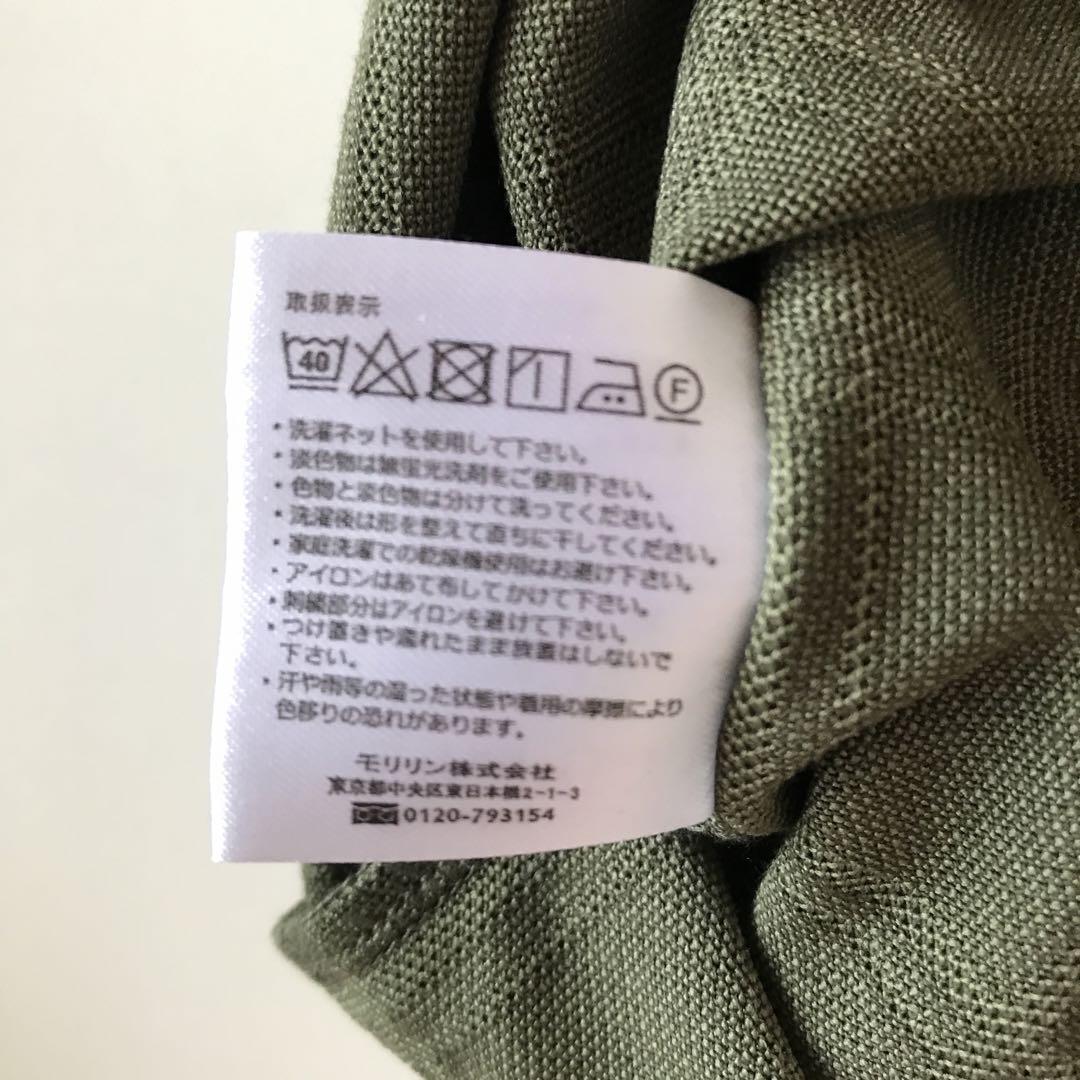 取扱表示
40 F
・洗濯ネットを使用して下さい。
・淡色物は無蛍光洗剤をご使用下さい。
・色物と淡色物は分けて洗ってください。
・洗濯後は形を整えて直ちに干してください。
・家庭洗濯での乾燥機使用はお避け下さい。
・アイロンはあて布してかけて下さい。
・刺繍部分はアイロンを避けて下さい。
・つけ置きや濡れたまま放置はしないで
下さい。
・汗や雨等の湿った状態や着用の摩擦により
色移りの恐れがあります。
モリリン株式会社
東京都中央区東日本橋2-1-3
0120-793154